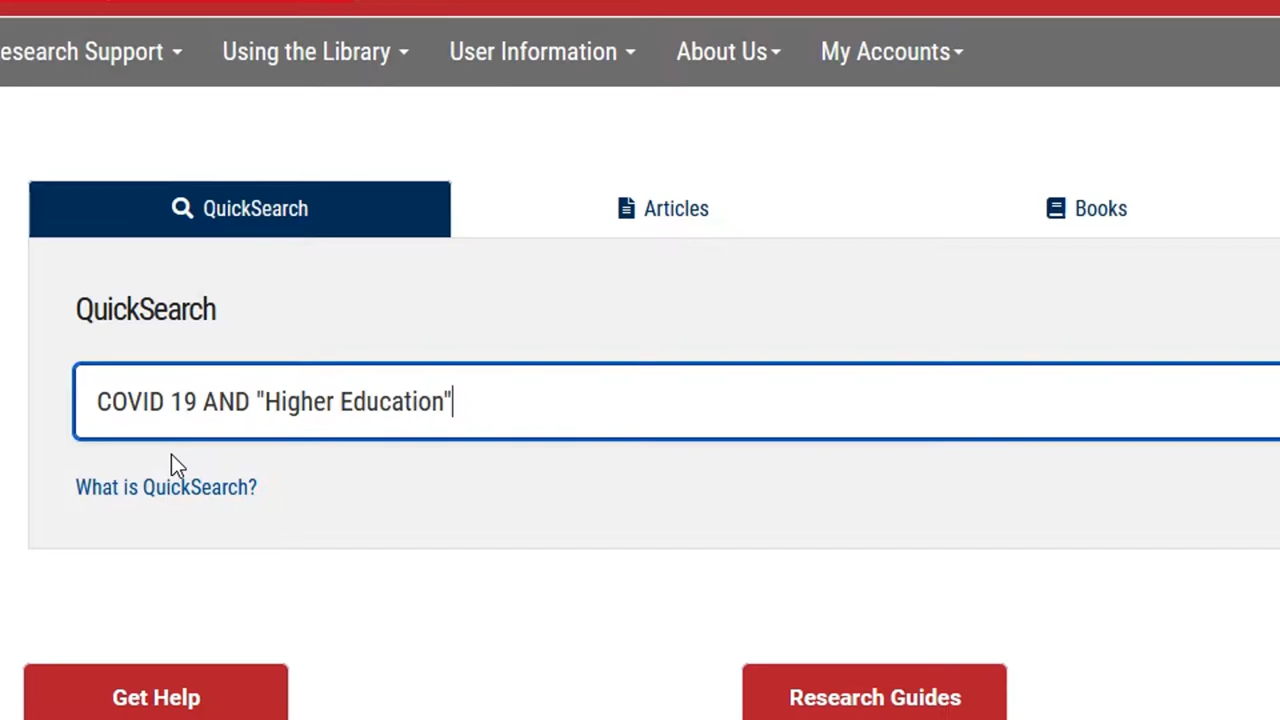 esearch Support
Using the Library
User Information
About Us
My Accounts
QuickSearch
Articles
Books
QuickSearch
COVID 19 AND "Higher Education"
What is QuickSearch?
Get Help
Research Guides